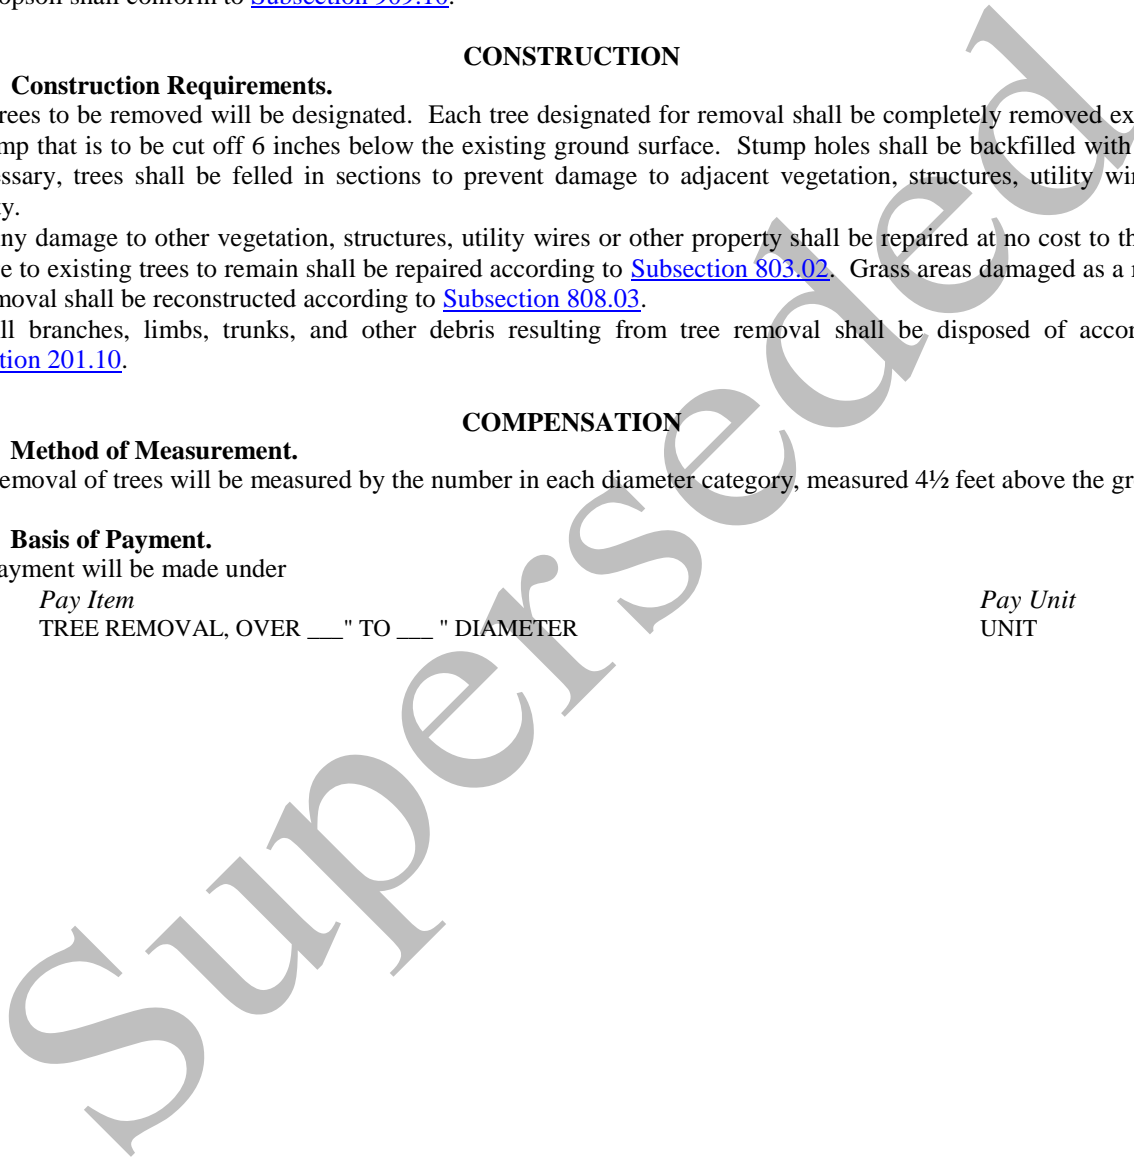 opsoil shall conform to Subsection 909.10.
CONSTRUCTION
Construction Requirements.
rees to be removed will be designated. Each tree designated for removal shall be completely removed ex
mp that is to be cut off 6 inches below the existing ground surface. Stump holes shall be backfilled with
essary, trees shall be felled in sections to prevent damage to adjacent vegetation, structures, utility wir
y.
ny damage to other vegetation, structures, utility wires or other property shall be repaired at no cost to th
e to existing trees to remain shall be repaired according to Subsection 803.02. Grass areas damaged as a r
moval shall be reconstructed according to Subsection 808.03.
ll branches, limbs, trunks, and other debris resulting from tree removal shall be disposed of accor
tion 201.10.
COMPENSATION
Method of Measurement.
emoval of trees will be measured by the number in each diameter category, measured 4½ feet above the gr
Basis of Payment.
ayment will be made under
Pay Item Pay Unit
TREE REMOVAL, OVER ___" TO ___ " DIAMETER UNIT
Superseded